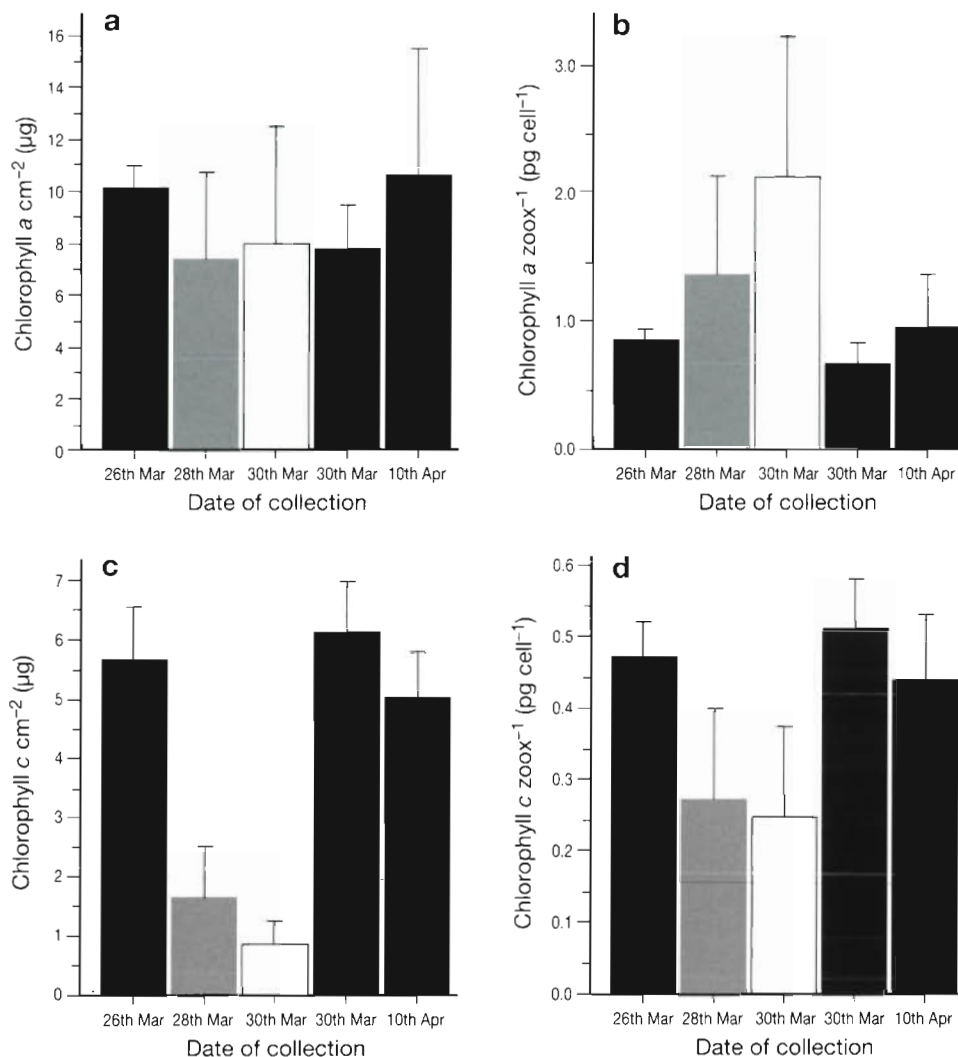 a
Chlorophyll a cm⁻² (µg)
16
14
12
10
8
6
4
2
0
26th Mar 28th Mar 30th Mar 30th Mar 10th Apr
Date of collection
b
Chlorophyll a zoox⁻¹ (pg cell⁻¹)
3.0
2.0
1.0
0.0
26th Mar 28th Mar 30th Mar 30th Mar 10th Apr
Date of collection
c
Chlorophyll c cm⁻² (µg)
7
6
5
4
3
2
1
0
26th Mar 28th Mar 30th Mar 30th Mar 10th Apr
Date of collection
d
Chlorophyll c zoox⁻¹ (pg cell⁻¹)
0.6
0.5
0.4
0.3
0.2
0.1
0.0
26th Mar 28th Mar 30th Mar 30th Mar 10th Apr
Date of collection